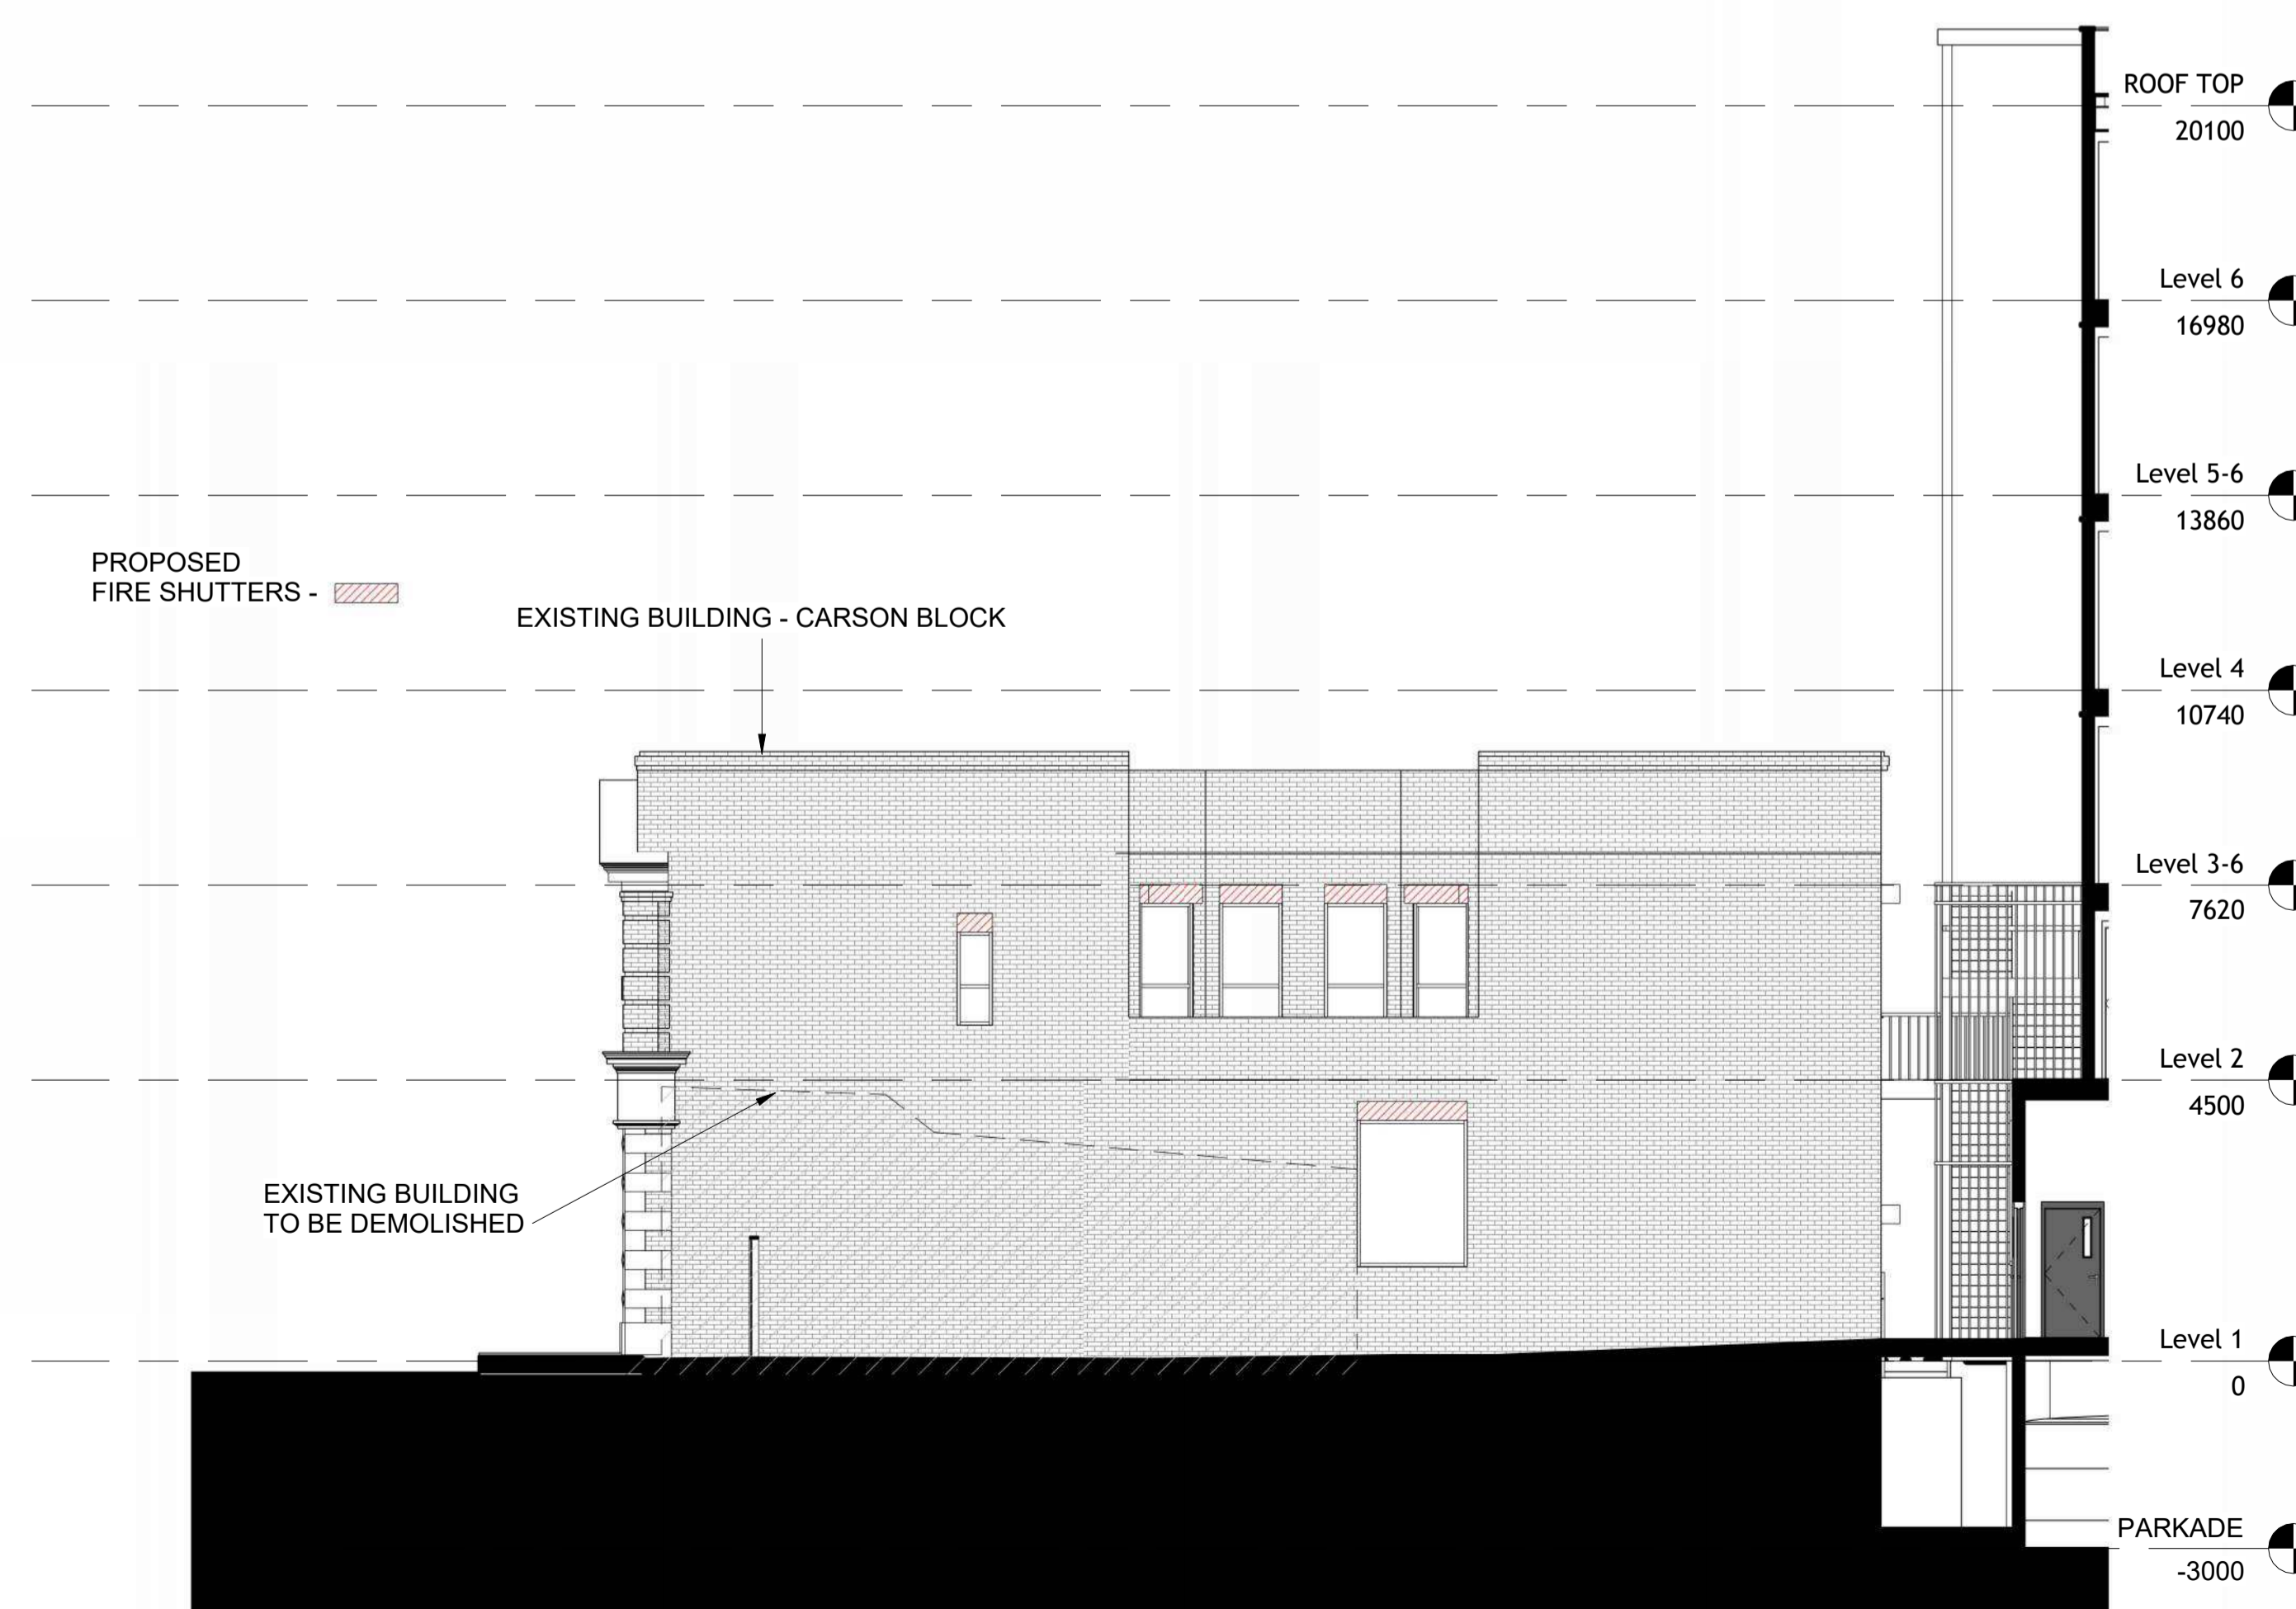 ROOF TOP
20100
Level 6
16980
Level 5-6
13860
PROPOSED
FIRE SHUTTERS -
EXISTING BUILDING - CARSON BLOCK
Level 4
10740
Level 3-6
7620
Level 2
4500
EXISTING BUILDING
TO BE DEMOLISHED
Level 1
0
PARKADE
-3000